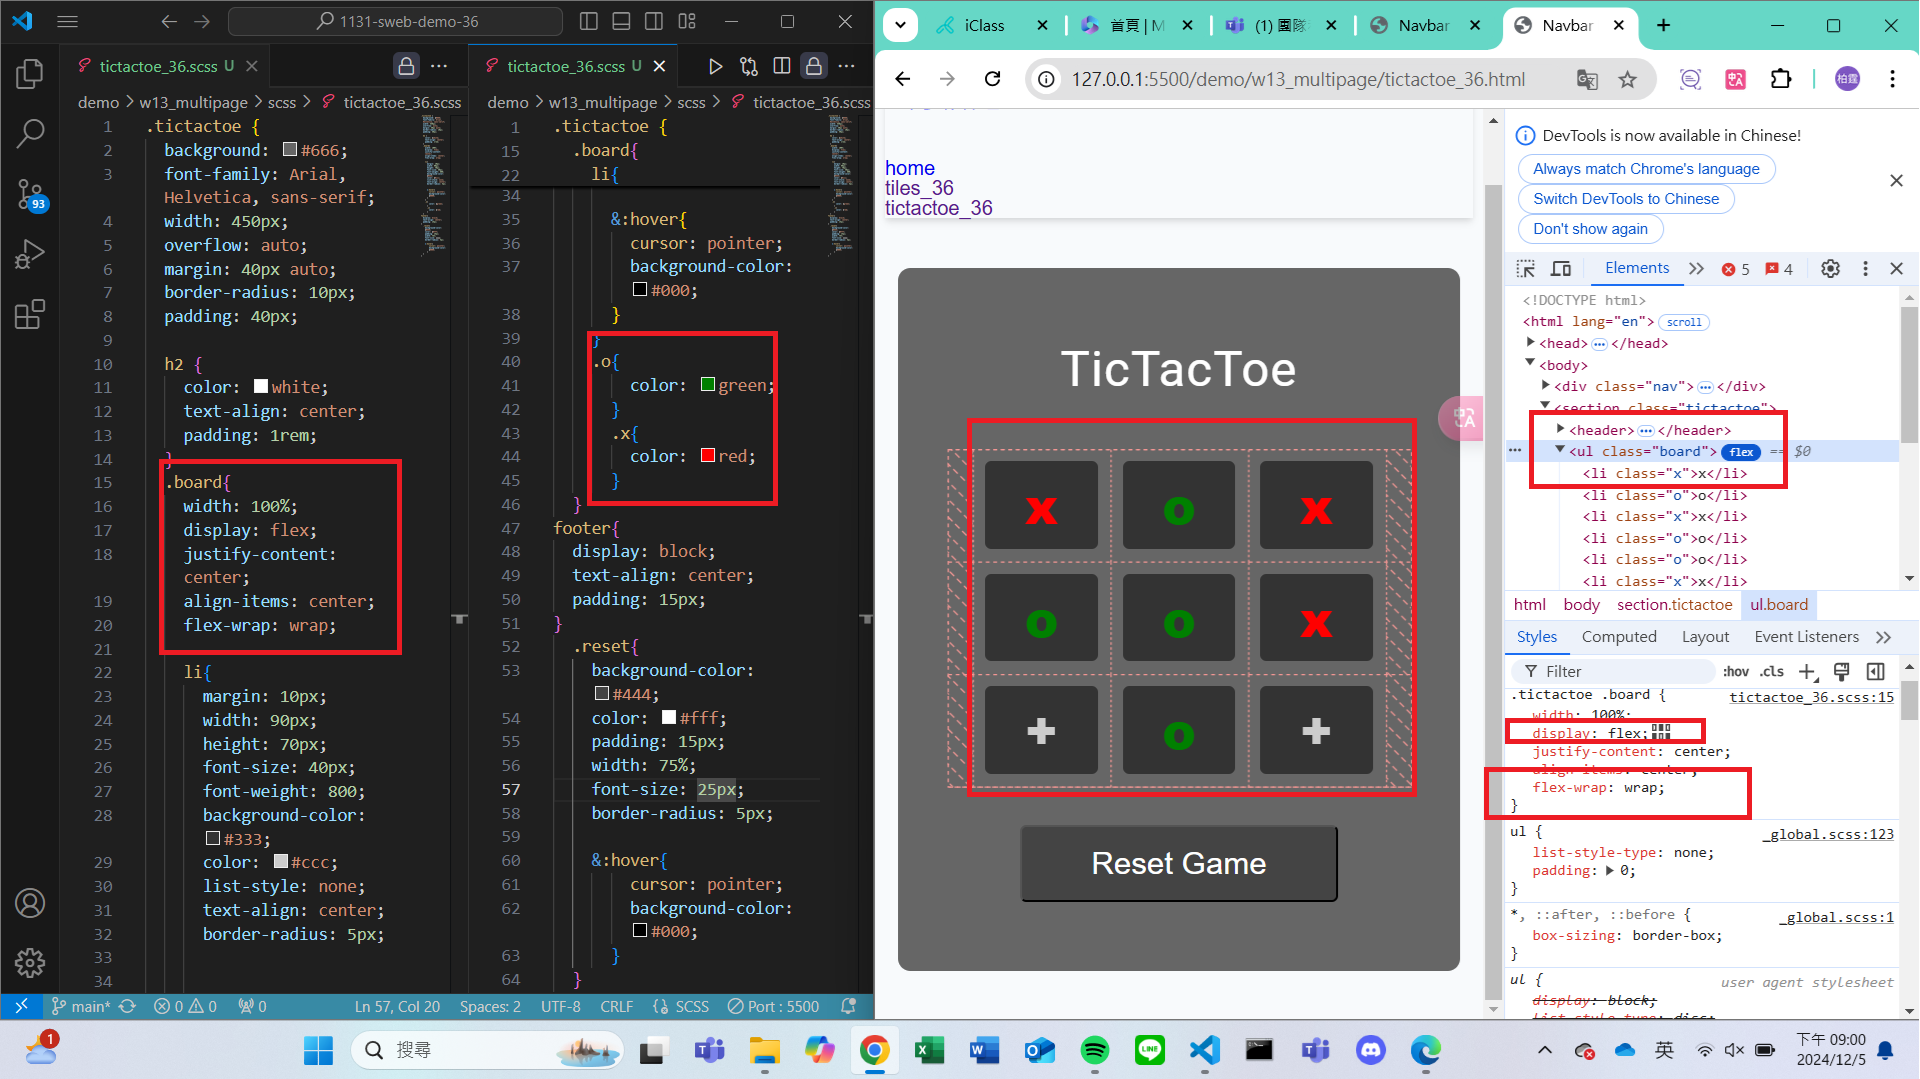 1131-sweb-demo-36
tictactoe_36.scss U
demo > w13_multipage > scss > tictactoe_36.scss
1 .tictactoe {
2 background: #666;
3 font-family: Arial,
Helvetica, sans-serif;
4 width: 450px;
5 overflow: auto;
6 margin: 40px auto;
7 border-radius: 10px;
8 padding: 40px;
9
10 h2 {
11 color: white;
12 text-align: center;
13 padding: 1rem;
14 }
15 .board{
16 width: 100%;
17 display: flex;
18 justify-content:
center;
19 align-items: center;
20 flex-wrap: wrap;
21
22 li{
23 margin: 10px;
24 width: 90px;
25 height: 70px;
26 font-size: 40px;
27 font-weight: 800;
28 background-color:
#333;
29 color: #ccc;
30 list-style: none;
31 text-align: center;
32 border-radius: 5px;
33
34
93
tictactoe_36.scss U
demo > w13_multipage > scss > tictactoe_36.scss
1 .tictactoe {
15 .board{
22 li{
34
35 &:hover{
36 cursor: pointer;
37 background-color:
#000;
38 }
39 }
40 .o{
41 color: green;
42 }
43 .x{
44 color: red;
45 }
46 }
47 footer{
48 display: block;
49 text-align: center;
50 padding: 15px;
51 }
52 .reset{
53 background-color:
#444;
54 color: #fff;
55 padding: 15px;
56 width: 75%;
57 font-size: 25px;
58 border-radius: 5px;
59
60 &:hover{
61 cursor: pointer;
62 background-color:
#000;
63 }
64 }
main* 0 0 0 Ln 57, Col 20 Spaces: 2 UTF-8 CRLF {} SCSS Port : 5500
iClass
首頁 | M
(1) 團隊
Navbar
Navbar
127.0.0.1:5500/demo/w13_multipage/tictactoe_36.html
柏霆
home
tiles_36
tictactoe_36
TicTacToe
x o x
o o x
+ o +
Reset Game
DevTools is now available in Chinese!
Always match Chrome's language
Switch DevTools to Chinese
Don't show again
Elements 5 4
<!DOCTYPE html>
<html lang="en"> scroll
<head> </head>
<body>
<div class="nav"> </div>
<section class="tictactoe">
<header> </header>
<ul class="board"> flex == $0
<li class="x">x</li>
<li class="o">o</li>
<li class="x">x</li>
<li class="o">o</li>
<li class="o">o</li>
<li class="x">x</li>
html body section.tictactoe ul.board
Styles Computed Layout Event Listeners
Filter :hov .cls
.tictactoe .board { tictactoe_36.scss:15
width: 100%;
display: flex;
justify-content: center;
align-items: center;
flex-wrap: wrap;
}
ul { _global.scss:123
list-style-type: none;
padding: 0;
}
*, ::after, ::before { _global.scss:1
box-sizing: border-box;
}
ul { user agent stylesheet
display: block;
list-style-type: disc;
1
搜尋
英
下午 09:00
2024/12/5